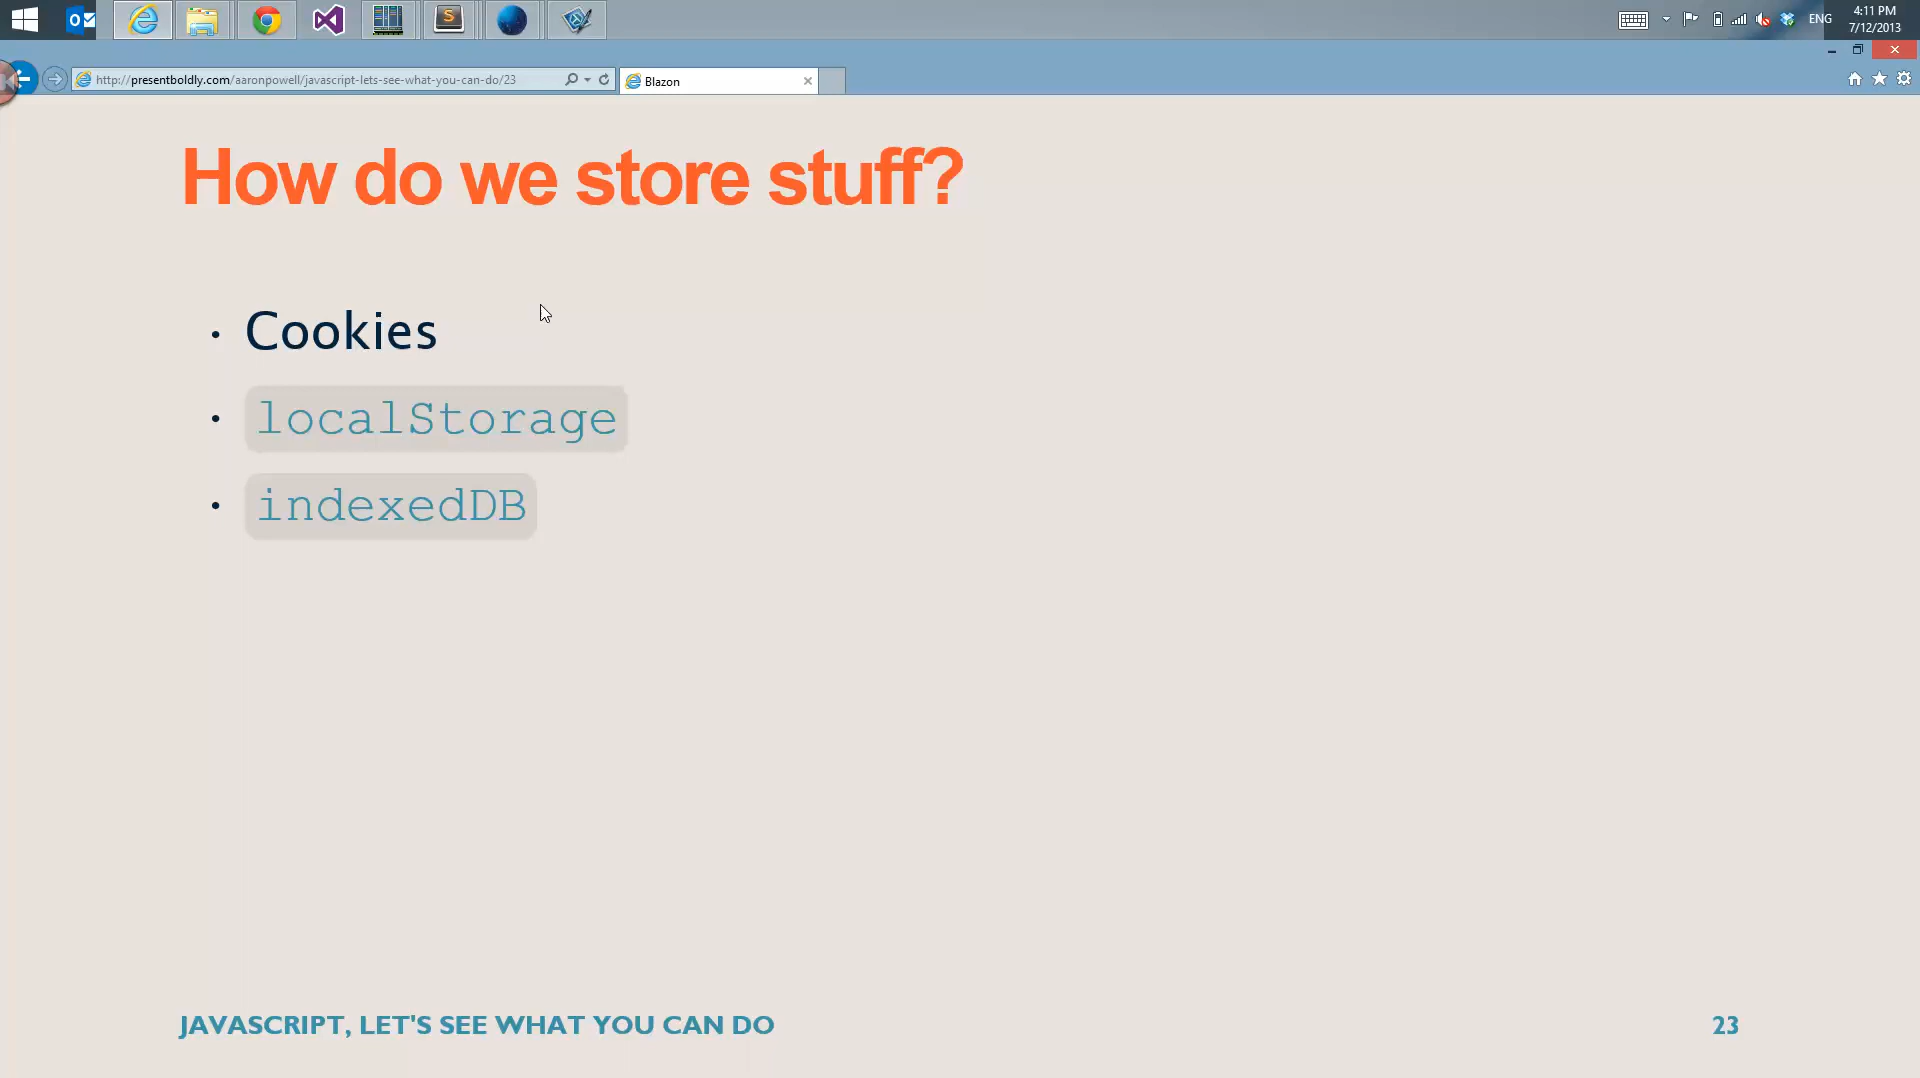 ENG
4:11 PM
7/12/2013
http://presentboldly.com/aaronpowell/javascript-lets-see-what-you-can-do/23
Blazon
How do we store stuff?
· Cookies
· localStorage
· indexedDB
JAVASCRIPT, LET'S SEE WHAT YOU CAN DO
23